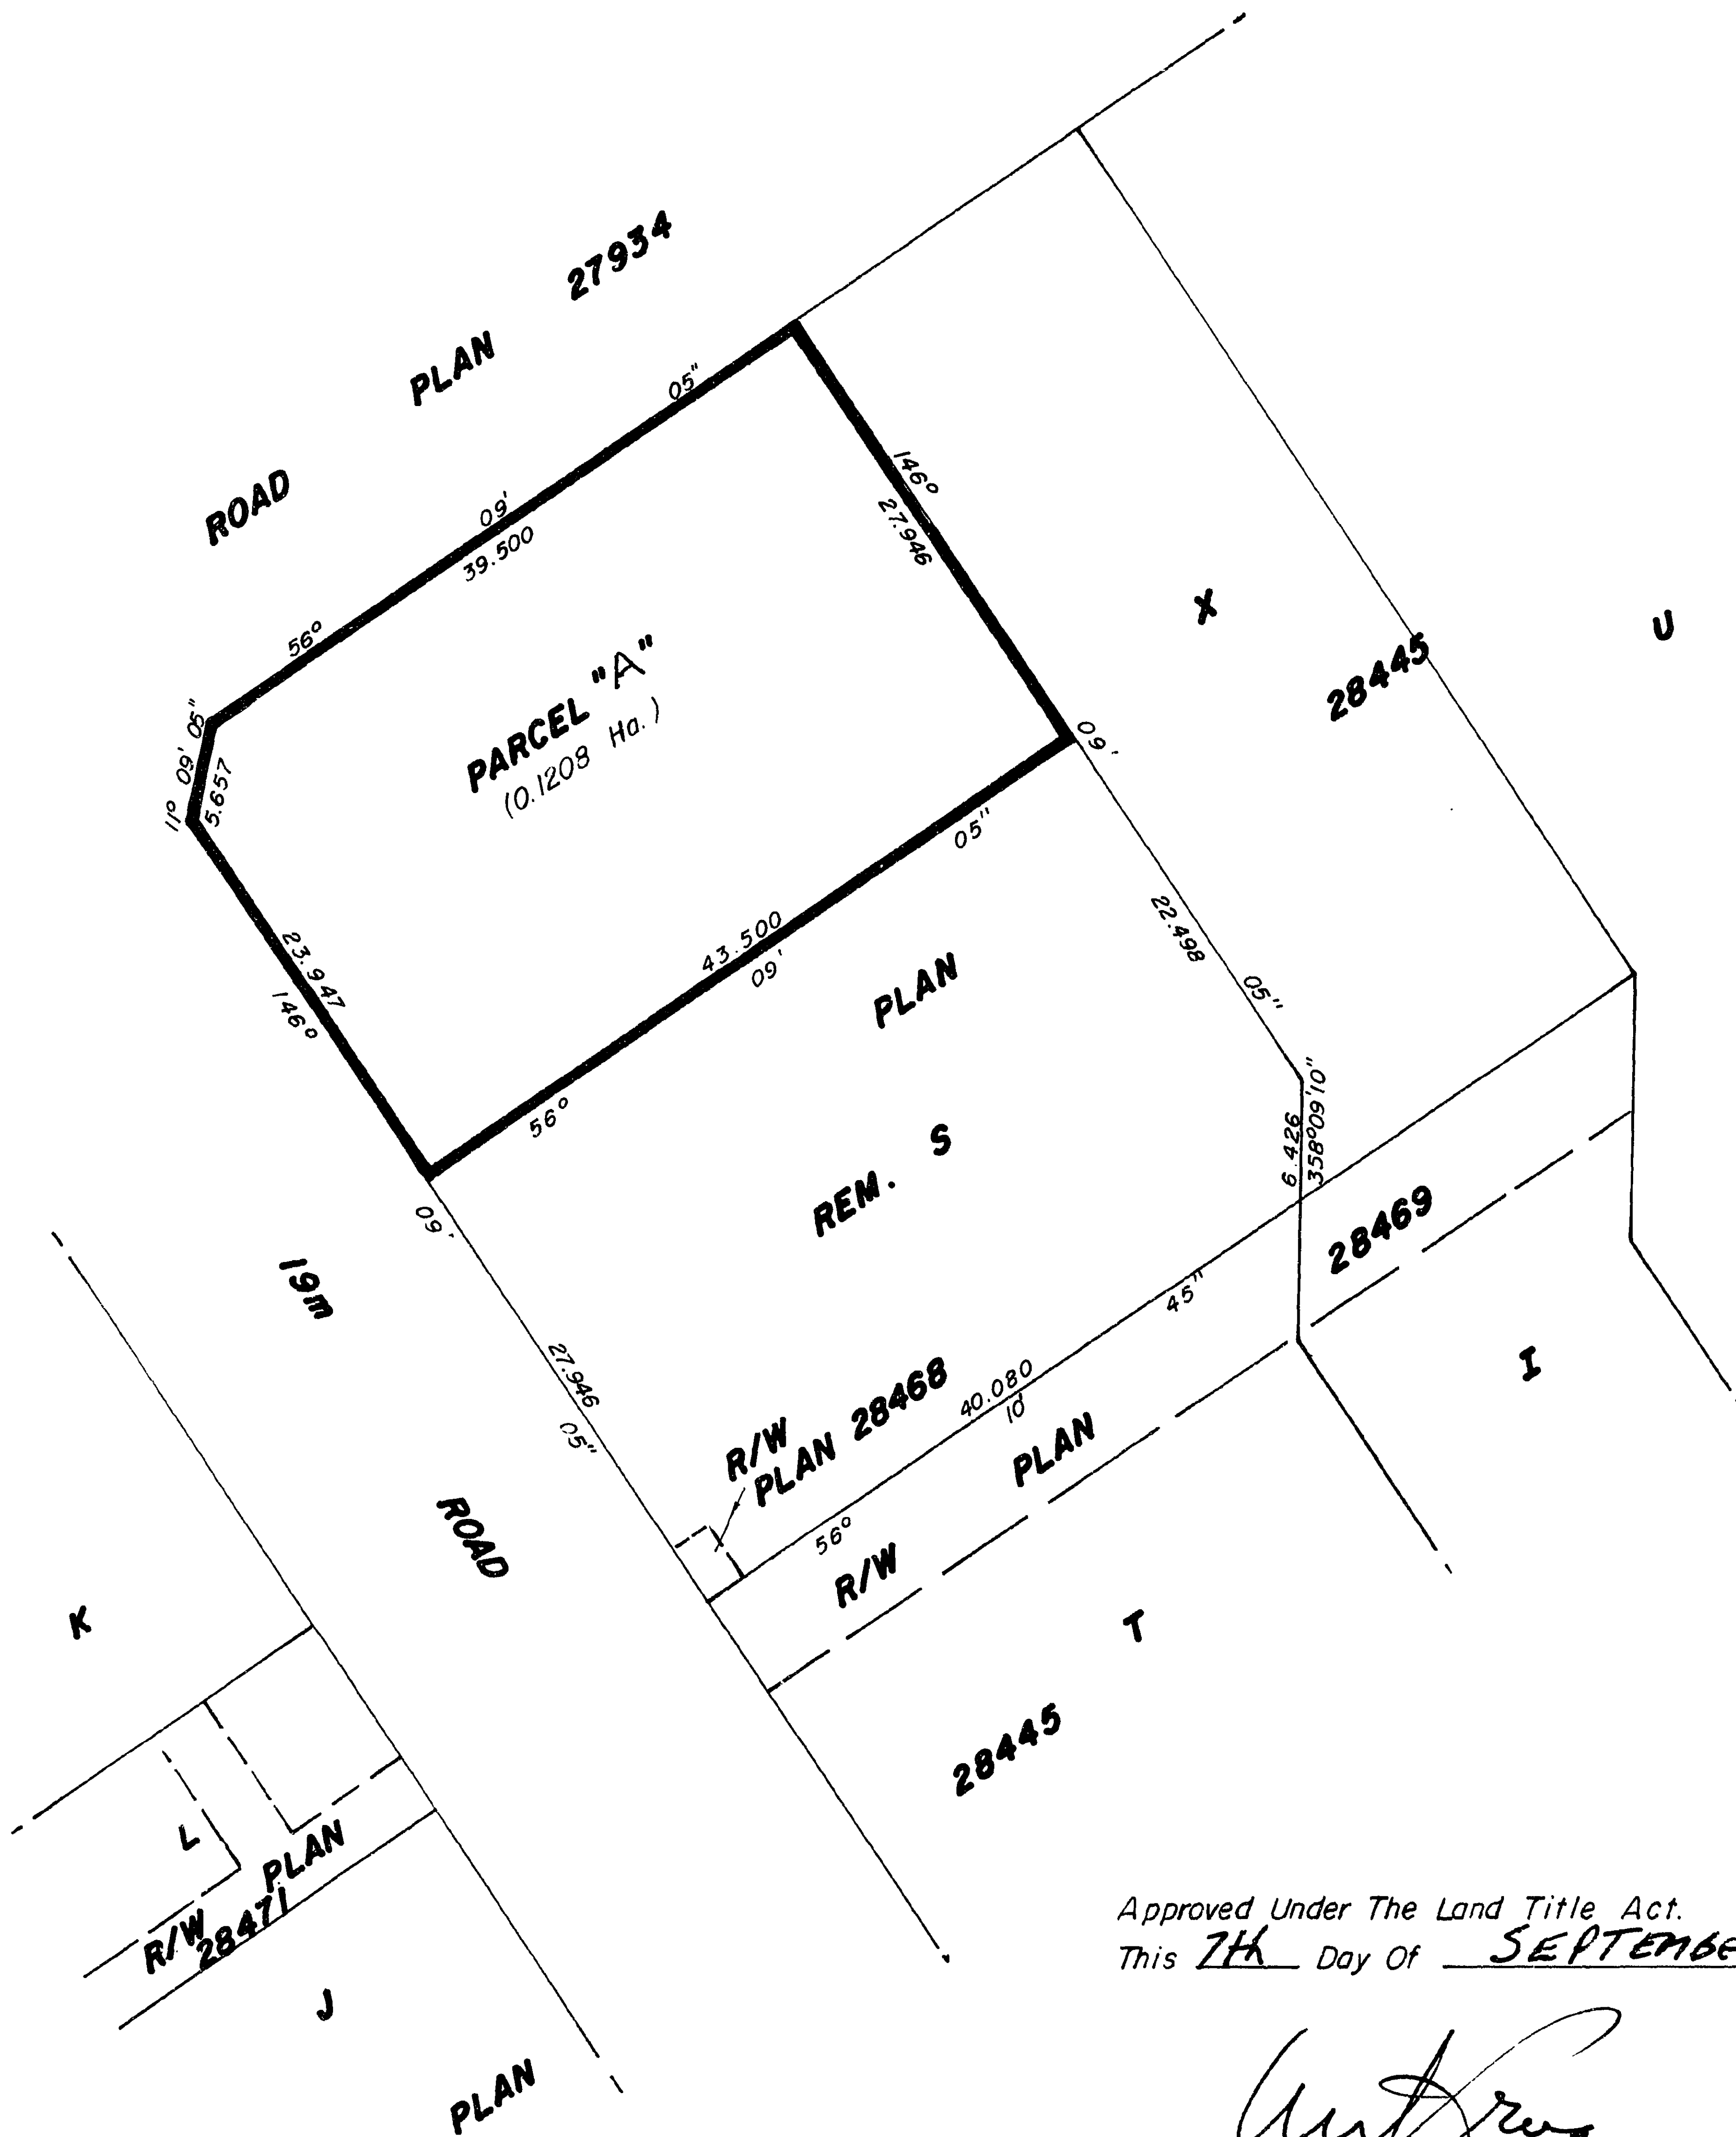 ROAD PLAN 27934
56° 09' 05"
39.500
146°
27.946
09'
05"
11° 09' 05"
5.657
PARCEL "A"
(0.1208 Ha.)
X
U
28445
23.947
146°
43.500
56° 09' 05"
22.498
PLAN
REM. S
6.426
358°09'10"
09'
27.946
05"
19m
ROAD
28469
I
R/W
PLAN 28468
40.080
56° 10' 45"
R/W PLAN
T
28445
K
L
R/W PLAN
28471
J
PLAN
Approved Under The Land Title Act.
This 7th Day Of SEPTEMBE